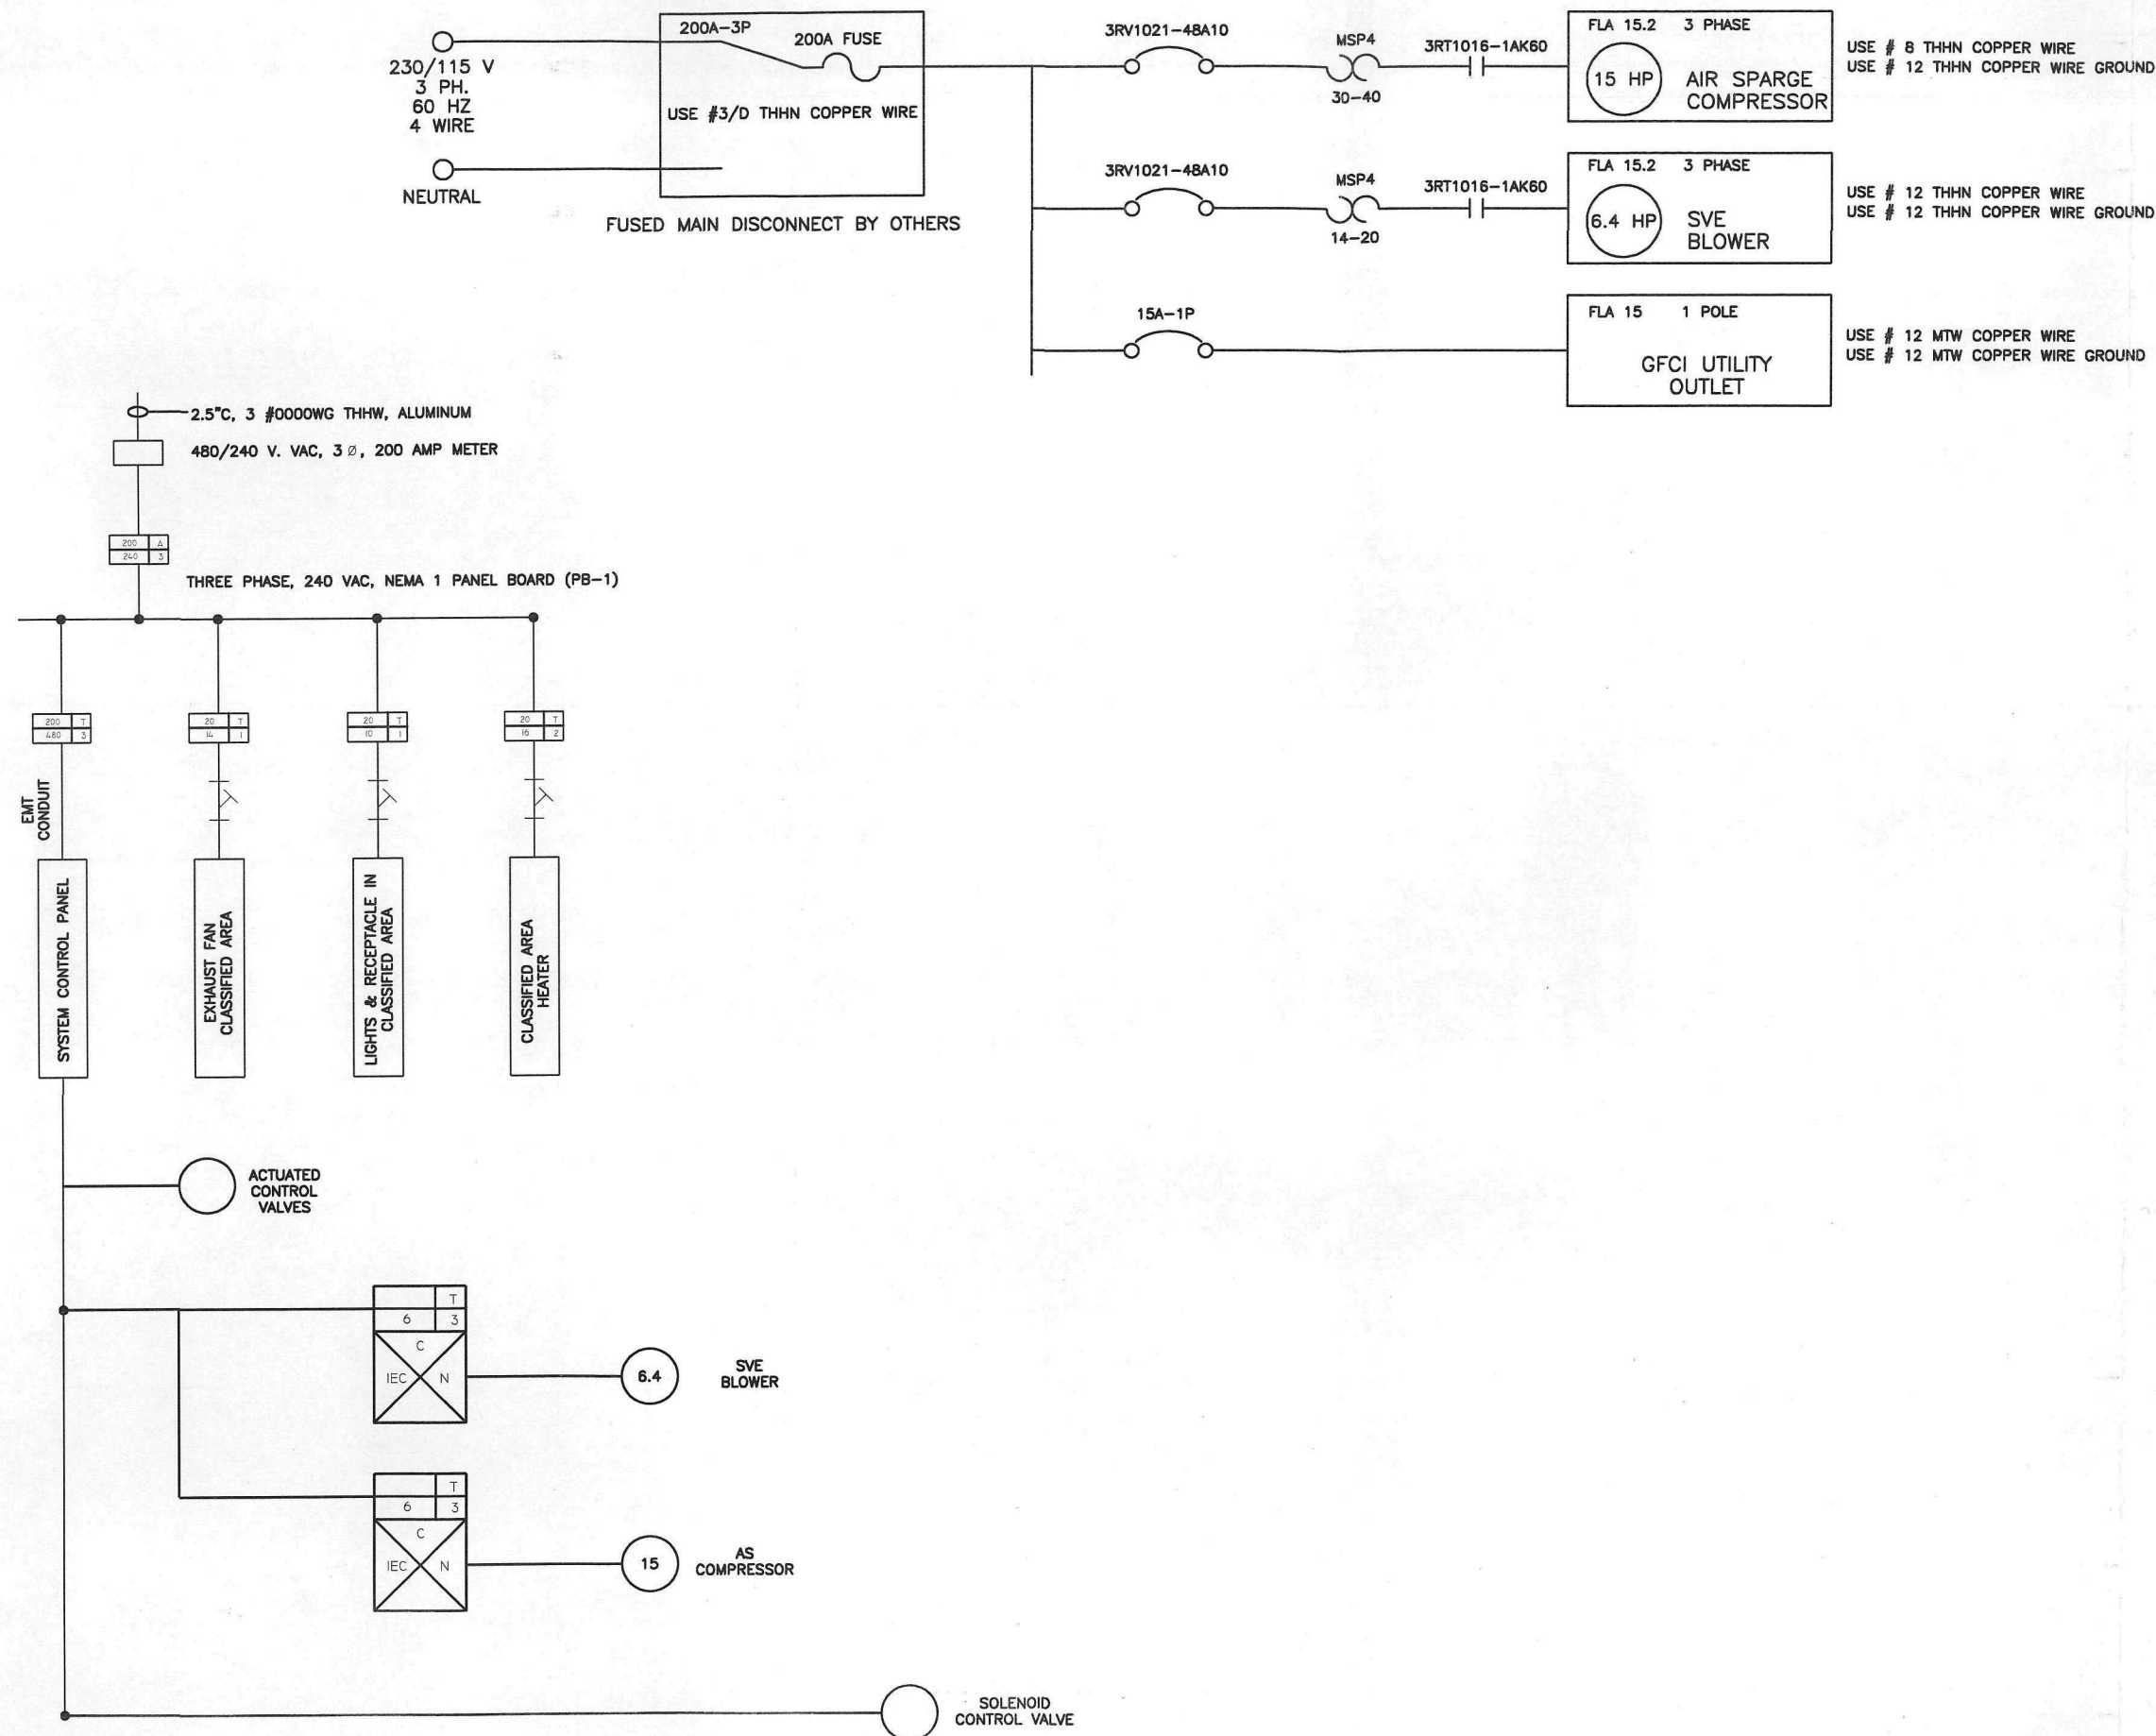 230/115 V
3 PH.
60 HZ
4 WIRE
NEUTRAL
200A-3P
200A FUSE
USE #3/D THHN COPPER WIRE
FUSED MAIN DISCONNECT BY OTHERS
3RV1021-4BA10
MSP4
30-40
3RT1016-1AK60
FLA 15.2 3 PHASE
15 HP
AIR SPARGE
COMPRESSOR
USE # 8 THHN COPPER WIRE
USE # 12 THHN COPPER WIRE GROUND
3RV1021-4BA10
MSP4
14-20
3RT1016-1AK60
FLA 15.2 3 PHASE
6.4 HP
SVE
BLOWER
USE # 12 THHN COPPER WIRE
USE # 12 THHN COPPER WIRE GROUND
15A-1P
FLA 15 1 POLE
GFCI UTILITY
OUTLET
USE # 12 MTW COPPER WIRE
USE # 12 MTW COPPER WIRE GROUND
2.5"C, 3 #0000WG THHW, ALUMINUM
480/240 V. VAC, 3 Ø, 200 AMP METER
200 A
240 3
THREE PHASE, 240 VAC, NEMA 1 PANEL BOARD (PB-1)
200 T
480 3
20 T
14 1
20 T
10 1
20 T
16 2
EMT
CONDUIT
SYSTEM CONTROL PANEL
EXHAUST FAN
CLASSIFIED AREA
LIGHTS & RECEPTACLE IN
CLASSIFIED AREA
CLASSIFIED AREA
HEATER
ACTUATED
CONTROL
VALVES
T
6 3
C
IEC N
6.4
SVE
BLOWER
T
6 3
C
IEC N
15
AS
COMPRESSOR
SOLENOID
CONTROL VALVE